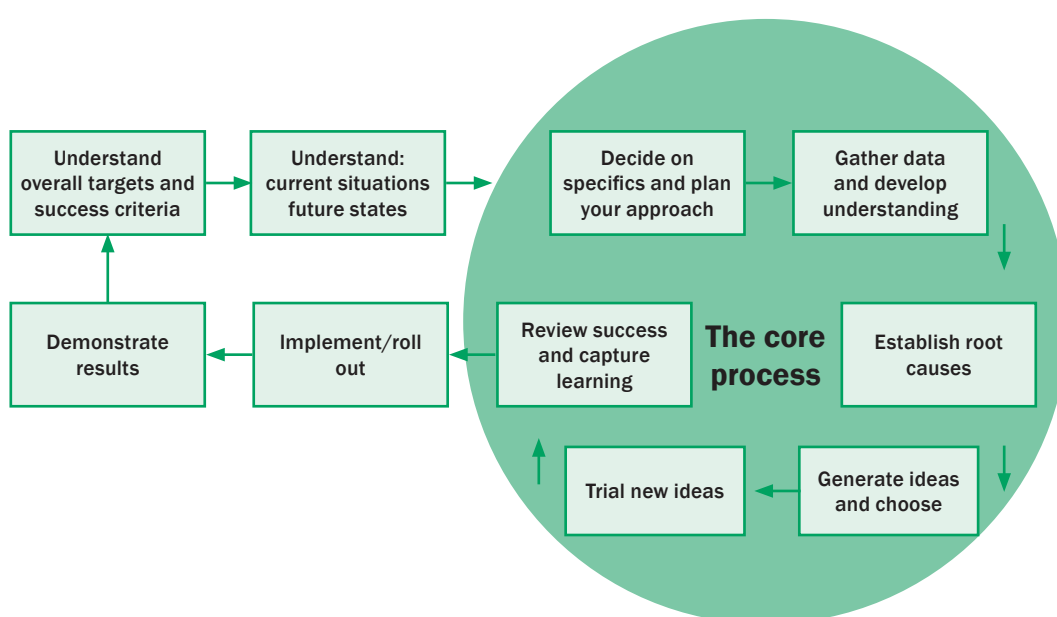 Understand
overall targets and
success criteria
Understand:
current situations
future states
Decide on
specifics and plan
your approach
Gather data
and develop
understanding
Demonstrate
results
Implement/roll
out
Review success
and capture
learning
The core
process
Establish root
causes
Trial new ideas
Generate ideas
and choose